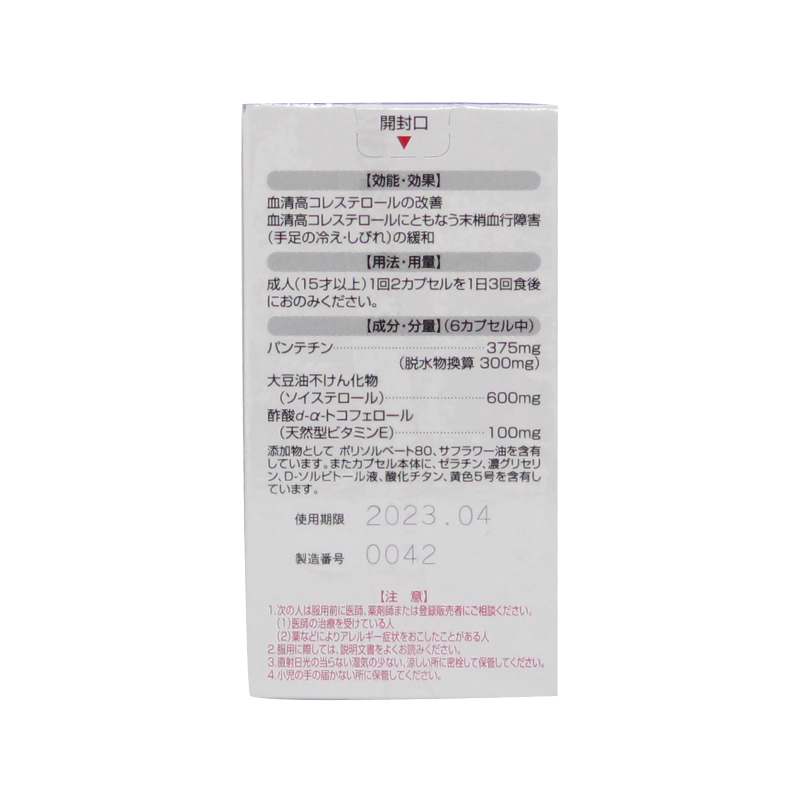 開封口
【効能・効果】
血清高コレステロールの改善
血清高コレステロールにともなう末梢血行障害
(手足の冷え・しびれ)の緩和
【用法・用量】
成人(15才以上)1回2カプセルを1日3回食後
におのみください。
【成分・分量】(6カプセル中)
パンテチン 375mg
(脱水物換算 300mg)
大豆油不けん化物
(ソイステロール) 600mg
酢酸d-α-トコフェロール
(天然型ビタミンE) 100mg
添加物として ポリソルベート80、サフラワー油を含有
しています。またカプセル本体に、ゼラチン、濃グリセリ
ン、D-ソルビトール液、酸化チタン、黄色5号を含有し
ています。
使用期限 2023.04
製造番号 0042
【注 意】
1.次の人は服用前に医師、薬剤師または登録販売者にご相談ください。
(1)医師の治療を受けている人
(2)薬などによりアレルギー症状をおこしたことがある人
2.服用に際しては、説明文書をよくお読みください。
3.直射日光の当らない湿気の少ない、涼しい所に密栓して保管してください。
4.小児の手の届かない所に保管してください。